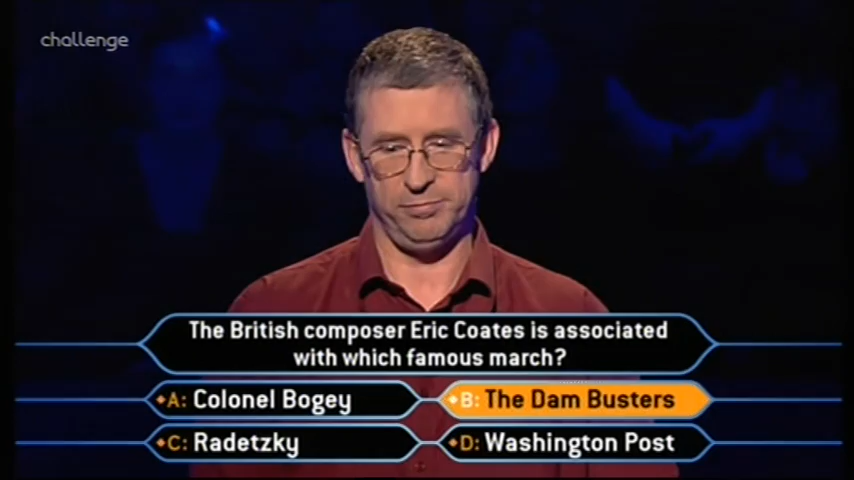 challenge
The British composer Eric Coates is associated
with which famous march?
A: Colonel Bogey
B: The Dam Busters
C: Radetzky
D: Washington Post